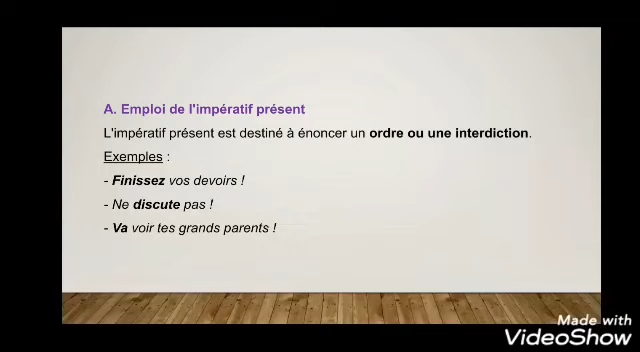 A. Emploi de l'impératif présent
L'impératif présent est destiné à énoncer un ordre ou une interdiction.
Exemples :
- Finissez vos devoirs !
- Ne discute pas !
- Va voir tes grands parents !
Made with
VideoShow